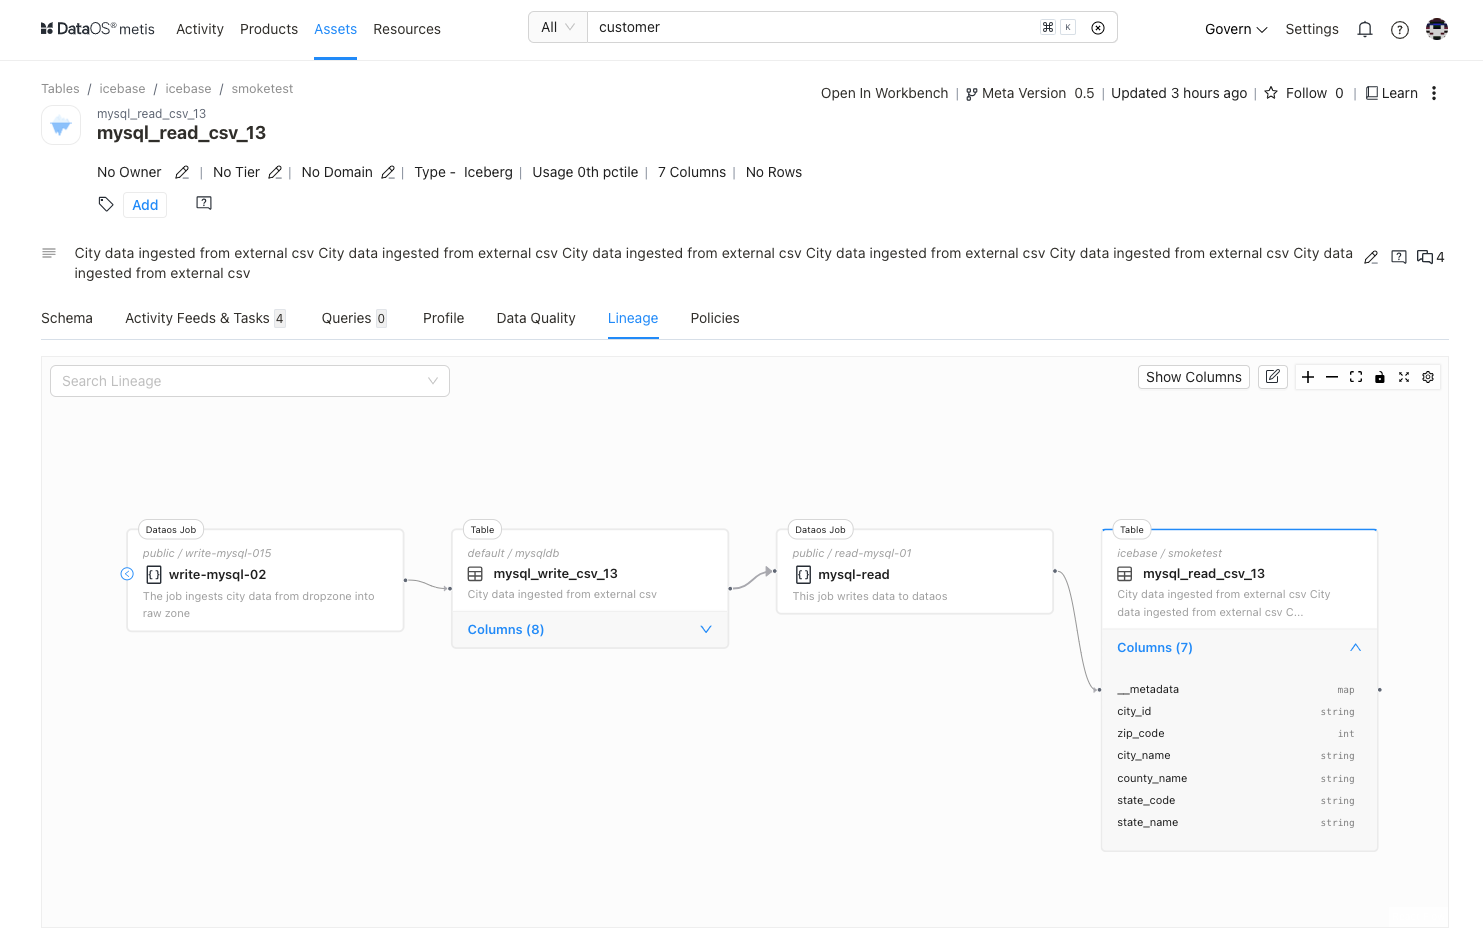 DataOS® metis Activity Products Assets Resources All customer ⌘ K Govern Settings ?
Tables / icebase / icebase / smoketest
Open In Workbench | Meta Version 0.5 | Updated 3 hours ago | Follow 0 | Learn
mysql_read_csv_13
mysql_read_csv_13
No Owner | No Tier | No Domain | Type - Iceberg | Usage 0th pctile | 7 Columns | No Rows
Add ?
City data ingested from external csv City data ingested from external csv City data ingested from external csv City data ingested from external csv City data ingested from external csv City data ? 4
ingested from external csv
Schema Activity Feeds & Tasks 4 Queries 0 Profile Data Quality Lineage Policies
Search Lineage Show Columns
Dataos Job
public / write-mysql-015
write-mysql-02
The job ingests city data from dropzone into
raw zone
Table
default / mysqldb
mysql_write_csv_13
City data ingested from external csv
Columns (8)
Dataos Job
public / read-mysql-01
mysql-read
This job writes data to dataos
Table
icebase / smoketest
mysql_read_csv_13
City data ingested from external csv City
data ingested from external csv C...
Columns (7)
__metadata map
city_id string
zip_code int
city_name string
county_name string
state_code string
state_name string